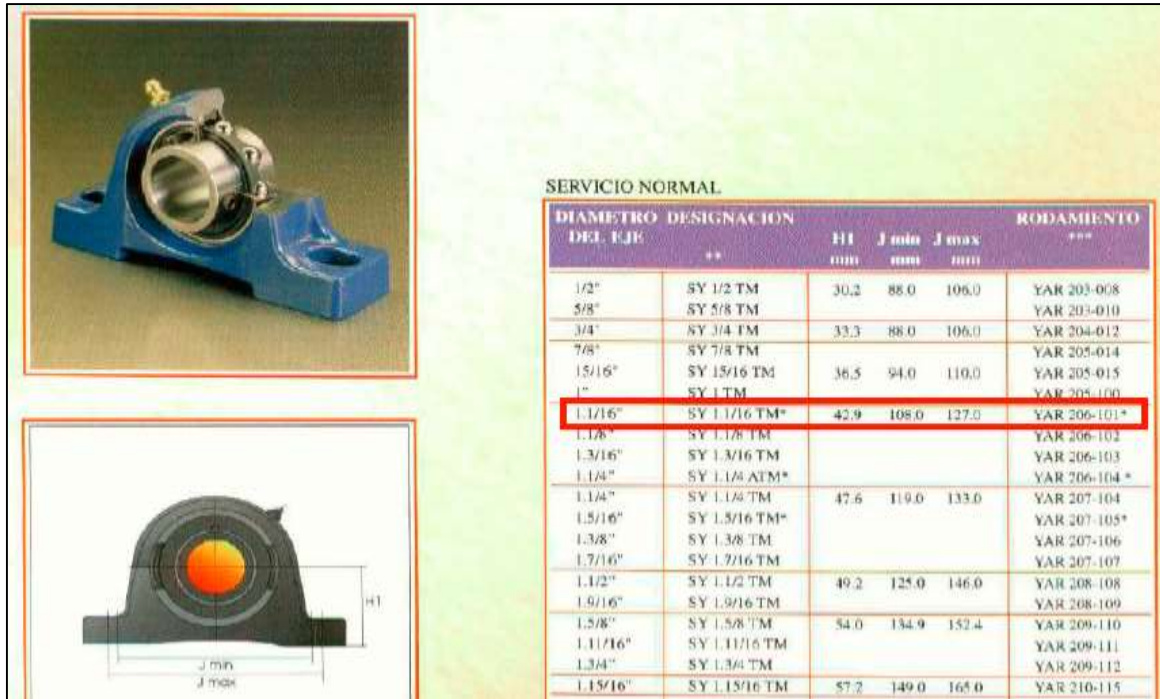 SERVICIO NORMAL
DIAMETRO DEL EJE DESIGNACION ** H1 mm J min mm J max mm RODAMIENTO ***
1/2" SY 1/2 TM 30.2 88.0 106.0 YAR 203-008
5/8" SY 5/8 TM YAR 203-010
3/4" SY 3/4 TM 33.3 88.0 106.0 YAR 204-012
7/8" SY 7/8 TM YAR 205-014
15/16" SY 15/16 TM 36.5 94.0 110.0 YAR 205-015
1" SY 1 TM YAR 205-100
1.1/16" SY 1.1/16 TM* 42.9 108.0 127.0 YAR 206-101*
1.1/8" SY 1.1/8 TM YAR 206-102
1.3/16" SY 1.3/16 TM YAR 206-103
1.1/4" SY 1.1/4 ATM* YAR 206-104 *
1.1/4" SY 1.1/4 TM 47.6 119.0 133.0 YAR 207-104
1.5/16" SY 1.5/16 TM* YAR 207-105*
1.3/8" SY 1.3/8 TM YAR 207-106
1.7/16" SY 1.7/16 TM YAR 207-107
1.1/2" SY 1.1/2 TM 49.2 125.0 146.0 YAR 208-108
1.9/16" SY 1.9/16 TM YAR 208-109
1.5/8" SY 1.5/8 TM 54.0 134.9 152.4 YAR 209-110
1.11/16" SY 1.11/16 TM YAR 209-111
1.3/4" SY 1.3/4 TM YAR 209-112
1.15/16" SY 1.15/16 TM 57.2 149.0 165.0 YAR 210-115
H1
J min
J max